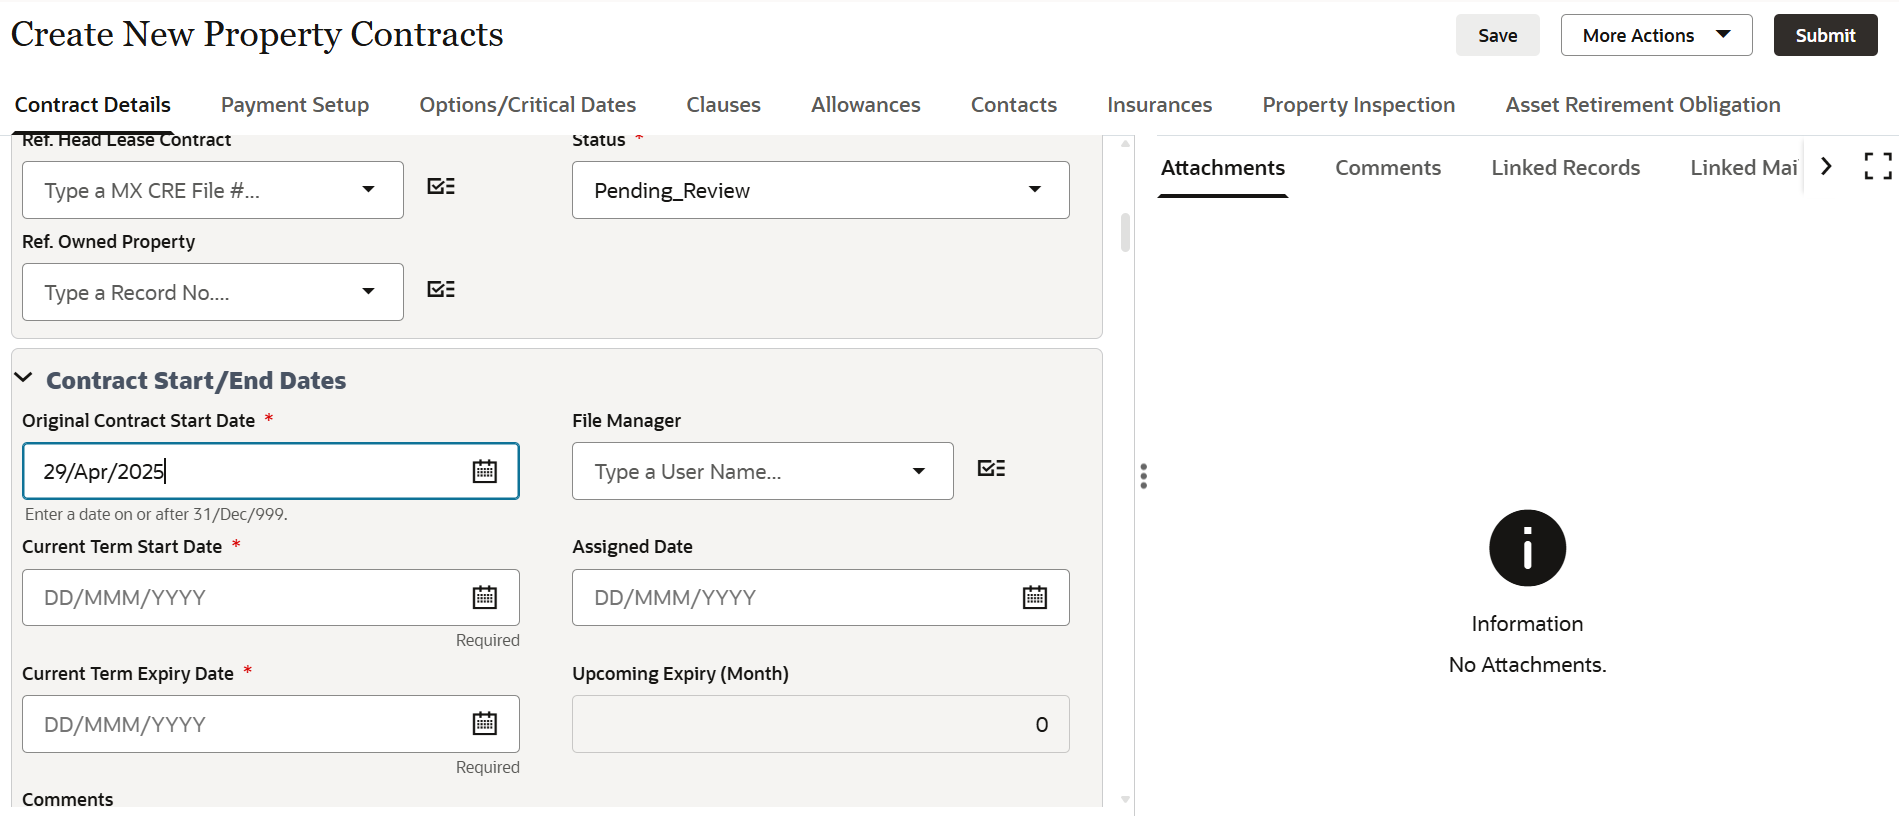 Create New Property Contracts
Save
More Actions
Submit
Contract Details
Payment Setup
Options/Critical Dates
Clauses
Allowances
Contacts
Insurances
Property Inspection
Asset Retirement Obligation
Ref. Head Lease Contract
Status *
Type a MX CRE File #...
Pending_Review
Ref. Owned Property
Type a Record No....
Contract Start/End Dates
Original Contract Start Date *
File Manager
29/Apr/2025
Type a User Name...
Enter a date on or after 31/Dec/999.
Current Term Start Date *
Assigned Date
DD/MMM/YYYY
DD/MMM/YYYY
Required
Current Term Expiry Date *
Upcoming Expiry (Month)
DD/MMM/YYYY
0
Required
Comments
Attachments
Comments
Linked Records
Linked Mai
Information
No Attachments.